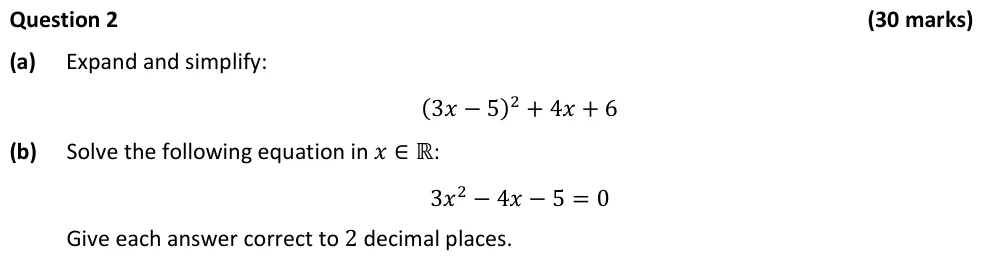 Question 2 (30 marks)
(a) Expand and simplify:
(3x − 5)² + 4x + 6
(b) Solve the following equation in x ∈ ℝ:
3x² − 4x − 5 = 0
Give each answer correct to 2 decimal places.